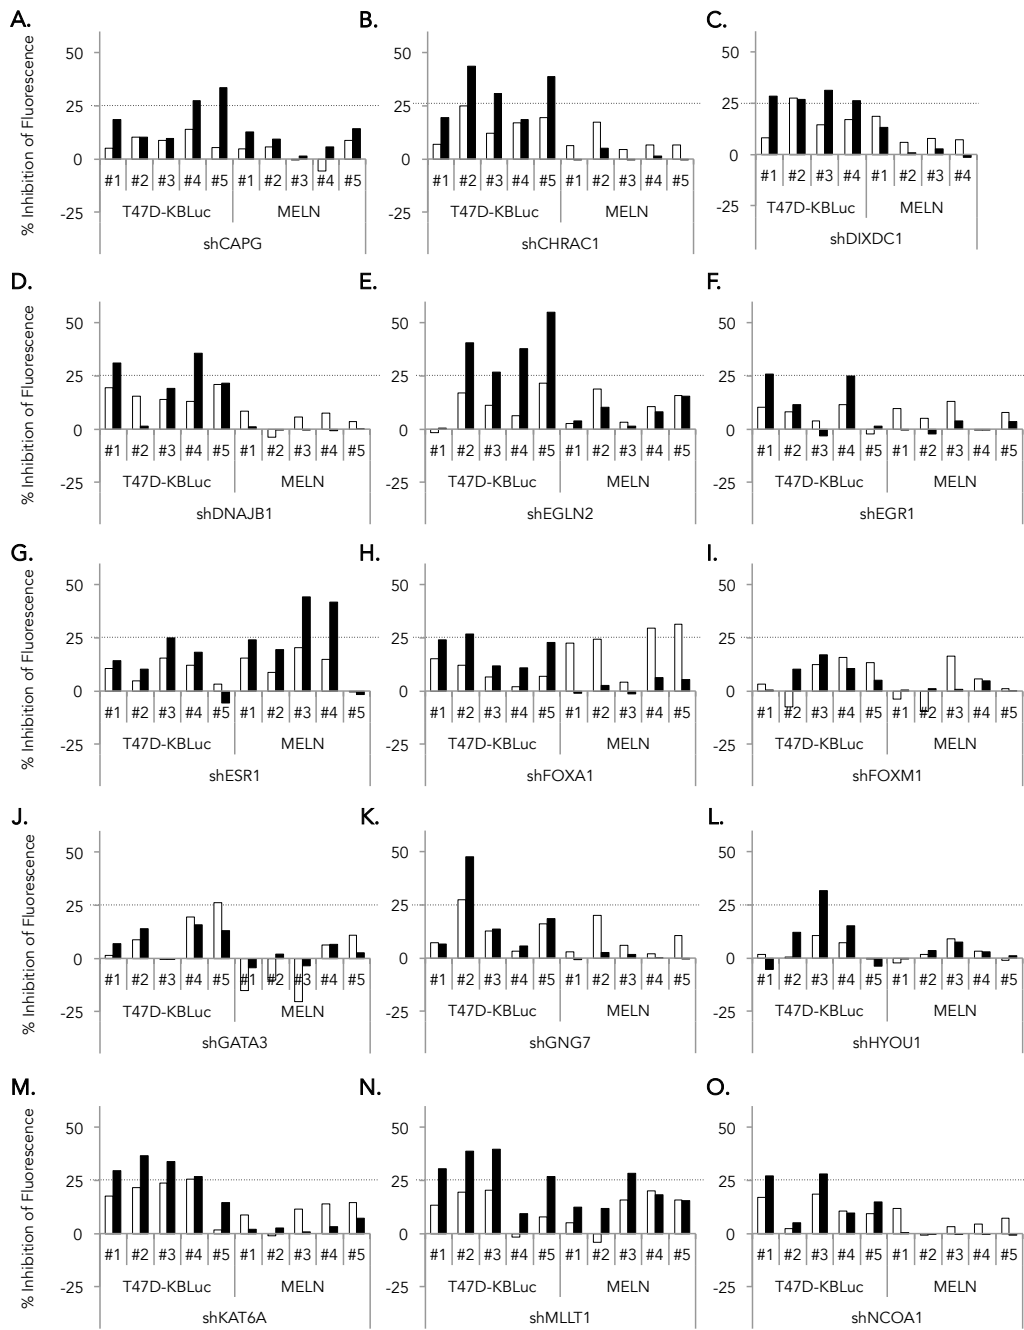 A.
B.
C.
% Inhibition of Fluorescence
50
25
0
-25
#1 #2 #3 #4 #5 #1 #2 #3 #4 #5
T47D-KBLuc MELN
shCAPG
50
25
0
-25
#1 #2 #3 #4 #5 #1 #2 #3 #4 #5
T47D-KBLuc MELN
shCHRAC1
50
25
0
-25
#1 #2 #3 #4 #1 #2 #3 #4
T47D-KBLuc MELN
shDIXDC1
D.
E.
F.
% Inhibition of Fluorescence
50
25
0
-25
#1 #2 #3 #4 #5 #1 #2 #3 #4 #5
T47D-KBLuc MELN
shDNAJB1
50
25
0
-25
#1 #2 #3 #4 #5 #1 #2 #3 #4 #5
T47D-KBLuc MELN
shEGLN2
50
25
0
-25
#1 #2 #3 #4 #5 #1 #2 #3 #4 #5
T47D-KBLuc MELN
shEGR1
G.
H.
I.
% Inhibition of Fluorescence
50
25
0
-25
#1 #2 #3 #4 #5 #1 #2 #3 #4 #5
T47D-KBLuc MELN
shESR1
50
25
0
-25
#1 #2 #3 #4 #5 #1 #2 #3 #4 #5
T47D-KBLuc MELN
shFOXA1
50
25
0
-25
#1 #2 #3 #4 #5 #1 #2 #3 #4 #5
T47D-KBLuc MELN
shFOXM1
J.
K.
L.
% Inhibition of Fluorescence
50
25
0
-25
#1 #2 #3 #4 #5 #1 #2 #3 #4 #5
T47D-KBLuc MELN
shGATA3
50
25
0
-25
#1 #2 #3 #4 #5 #1 #2 #3 #4 #5
T47D-KBLuc MELN
shGNG7
50
25
0
-25
#1 #2 #3 #4 #5 #1 #2 #3 #4 #5
T47D-KBLuc MELN
shHYOU1
M.
N.
O.
% Inhibition of Fluorescence
50
25
0
-25
#1 #2 #3 #4 #5 #1 #2 #3 #4 #5
T47D-KBLuc MELN
shKAT6A
50
25
0
-25
#1 #2 #3 #4 #5 #1 #2 #3 #4 #5
T47D-KBLuc MELN
shMLLT1
50
25
0
-25
#1 #2 #3 #4 #5 #1 #2 #3 #4 #5
T47D-KBLuc MELN
shNCOA1